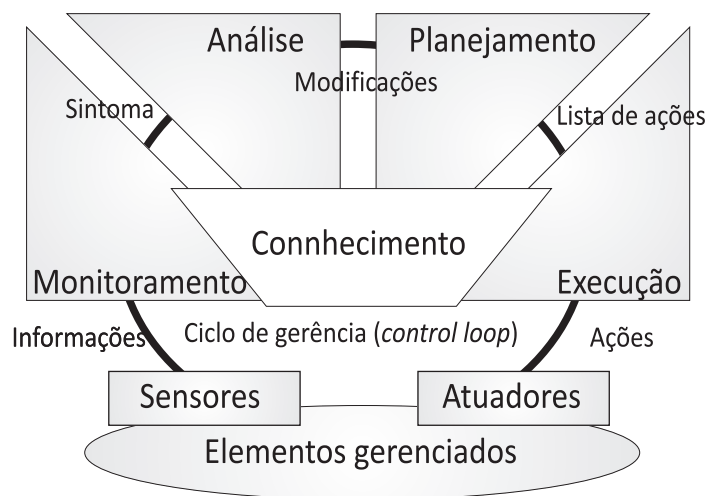 Análise
Planejamento
Modificações
Sintoma
Lista de ações
Connhecimento
Monitoramento
Execução
Informações
Ciclo de gerência (control loop)
Ações
Sensores
Atuadores
Elementos gerenciados